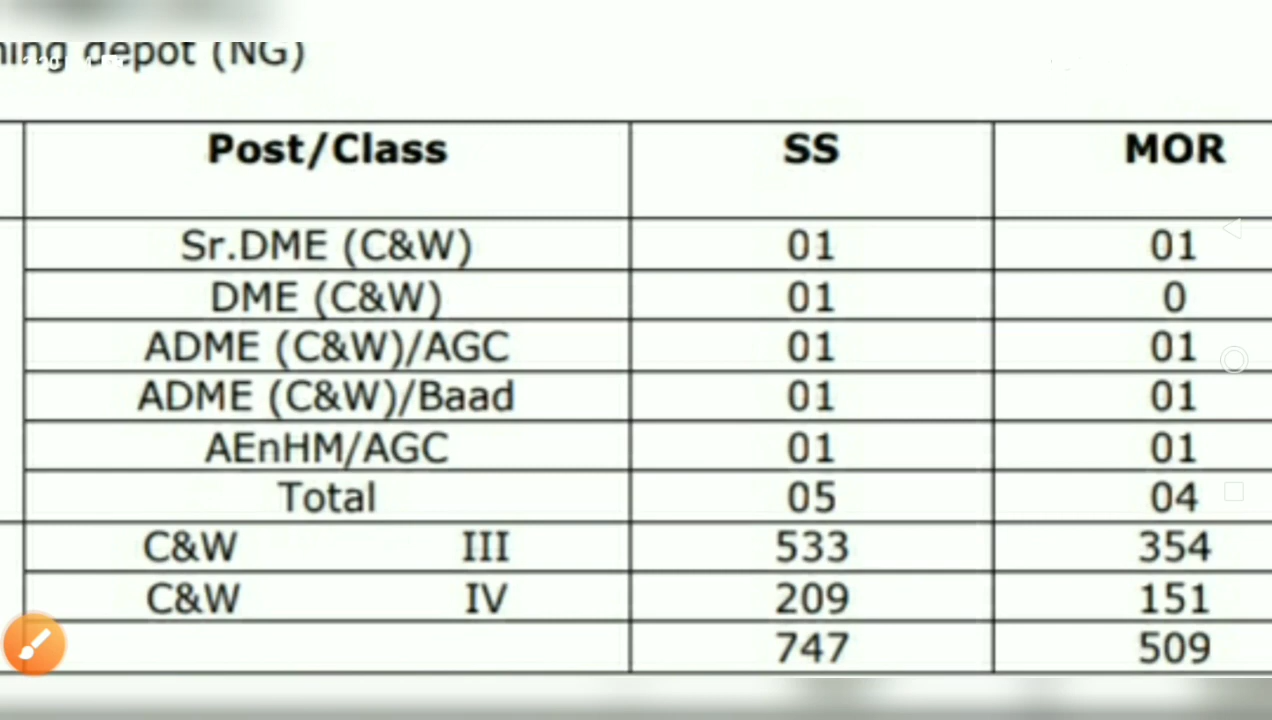 depot (NG)
Post/Class SS MOR
Sr.DME (C&W) 01 01
DME (C&W) 01 0
ADME (C&W)/AGC 01 01
ADME (C&W)/Baad 01 01
AEnHM/AGC 01 01
Total 05 04
C&W III 533 354
C&W IV 209 151
747 509